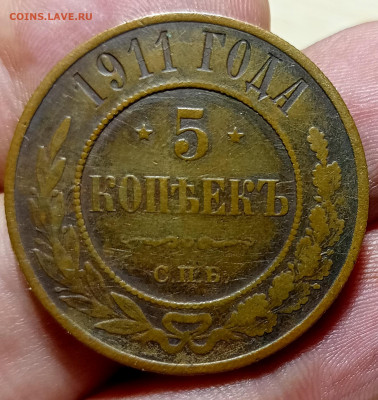 COINS.LAVE.RU
1911 ГОДА
5
КОПѢЕКЪ
С.П.Б.